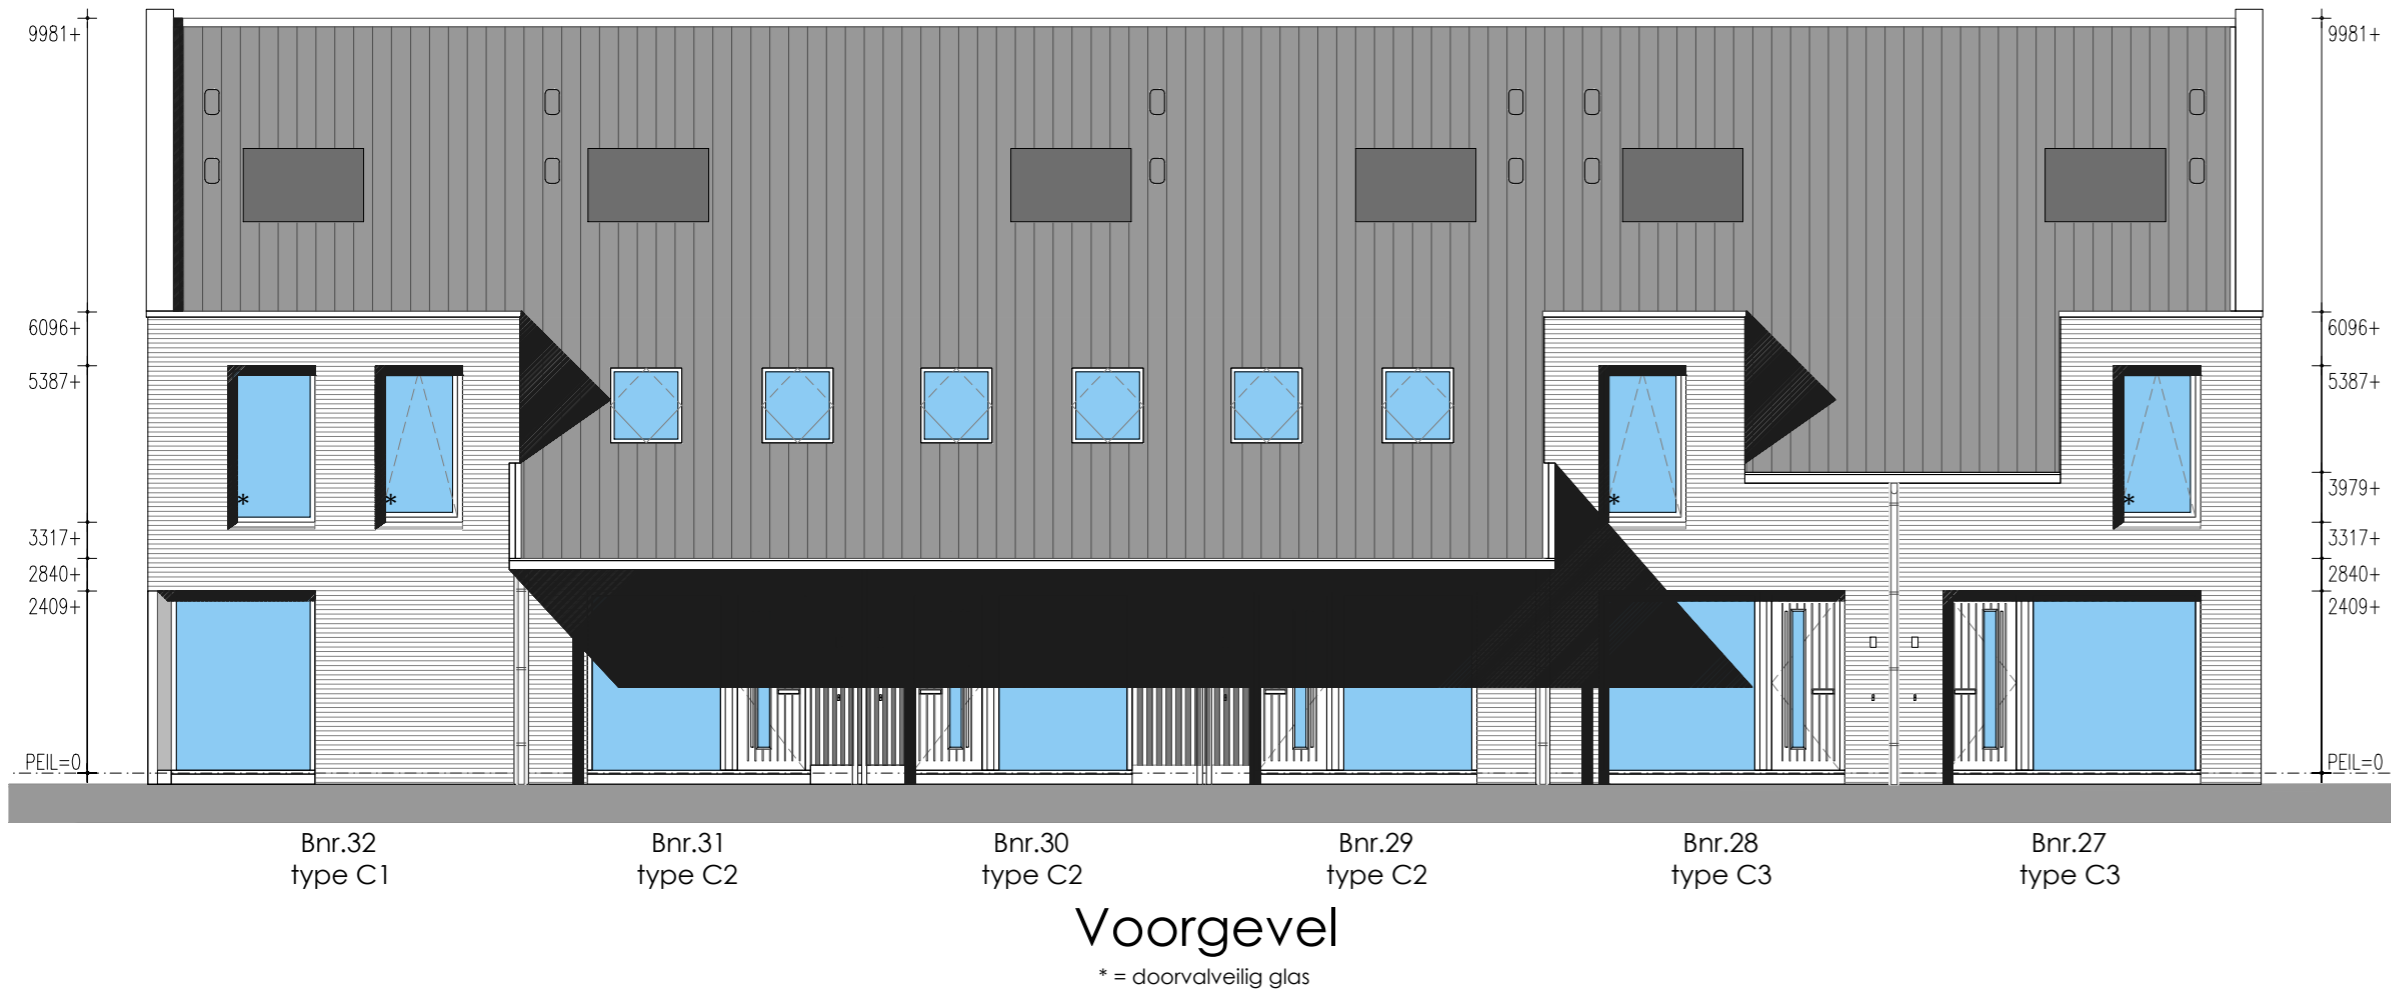 9981+ 9981+
6096+ 6096+
5387+ 5387+
* * * *
3979+
3317+ 3317+
2840+ 2840+
2409+ 2409+
PEIL=0 PEIL=0
Bnr.32 Bnr.31 Bnr.30 Bnr.29 Bnr.28 Bnr.27
type C1 type C2 type C2 type C2 type C3 type C3
Voorgevel
* = doorvalveilig glas